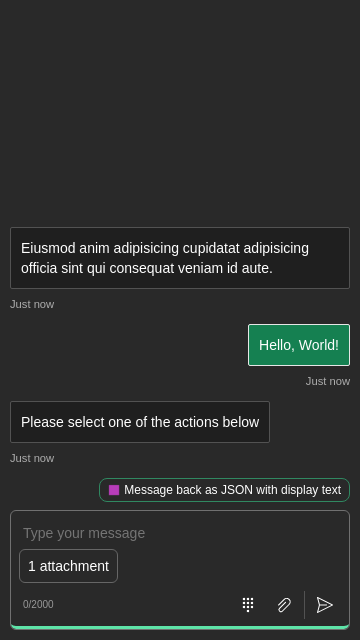 Eiusmod anim adipisicing cupidatat adipisicing
officia sint qui consequat veniam id aute.
Just now
Hello, World!
Just now
Please select one of the actions below
Just now
Message back as JSON with display text
Type your message
1 attachment
0/2000